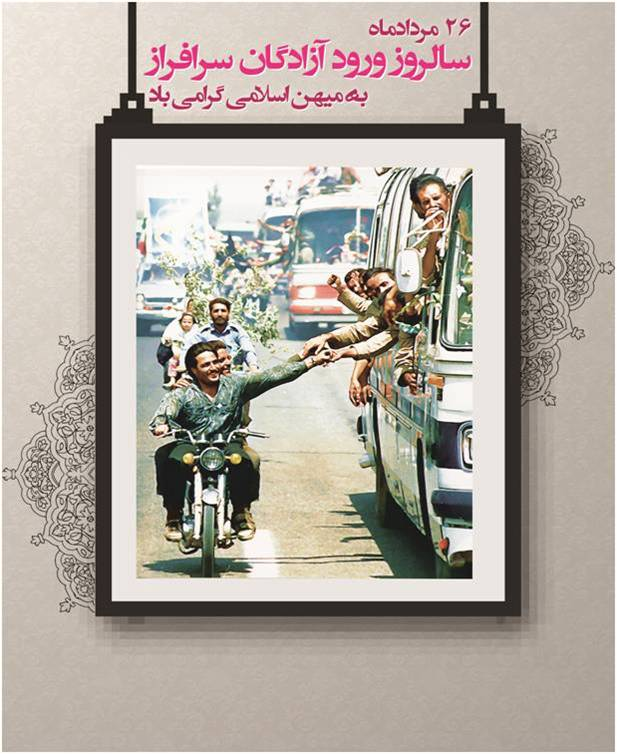 ۲۶ مردادماه
سالروز ورود آزادگان سرافراز
به میهن اسلامی گرامی باد